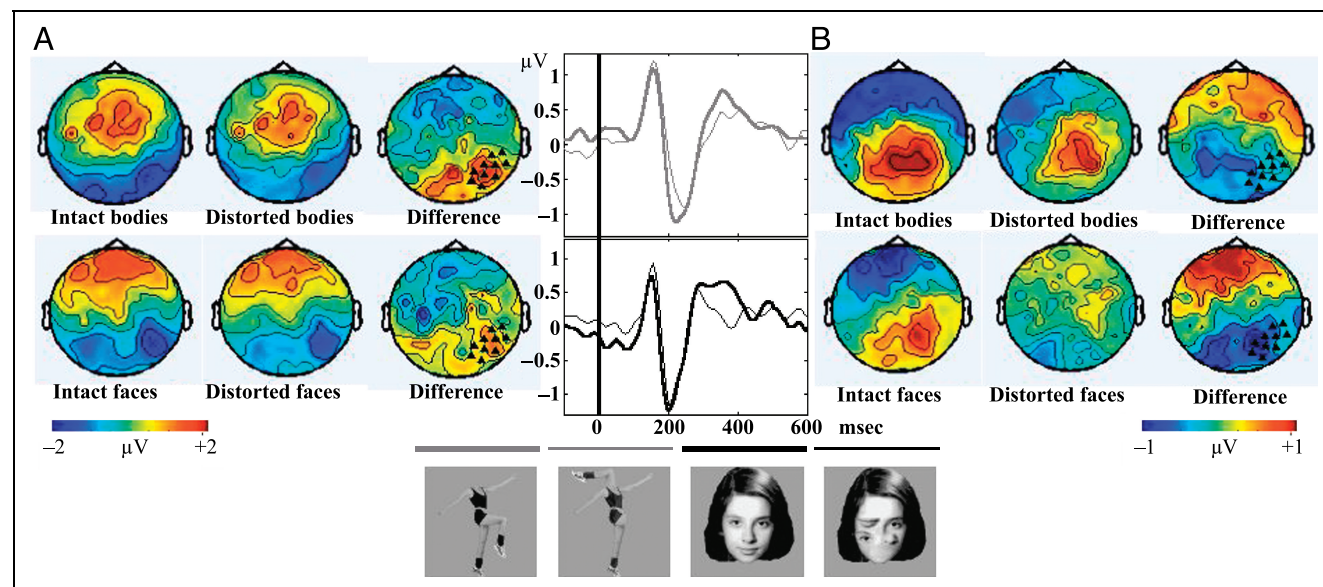 A
B
µV
1
0.5
0
−0.5
−1
Intact bodies
Distorted bodies
Difference
Intact bodies
Distorted bodies
Difference
1
0.5
0
−0.5
−1
Intact faces
Distorted faces
Difference
Intact faces
Distorted faces
Difference
0
200
400
600
msec
−2
µV
+2
−1
µV
+1